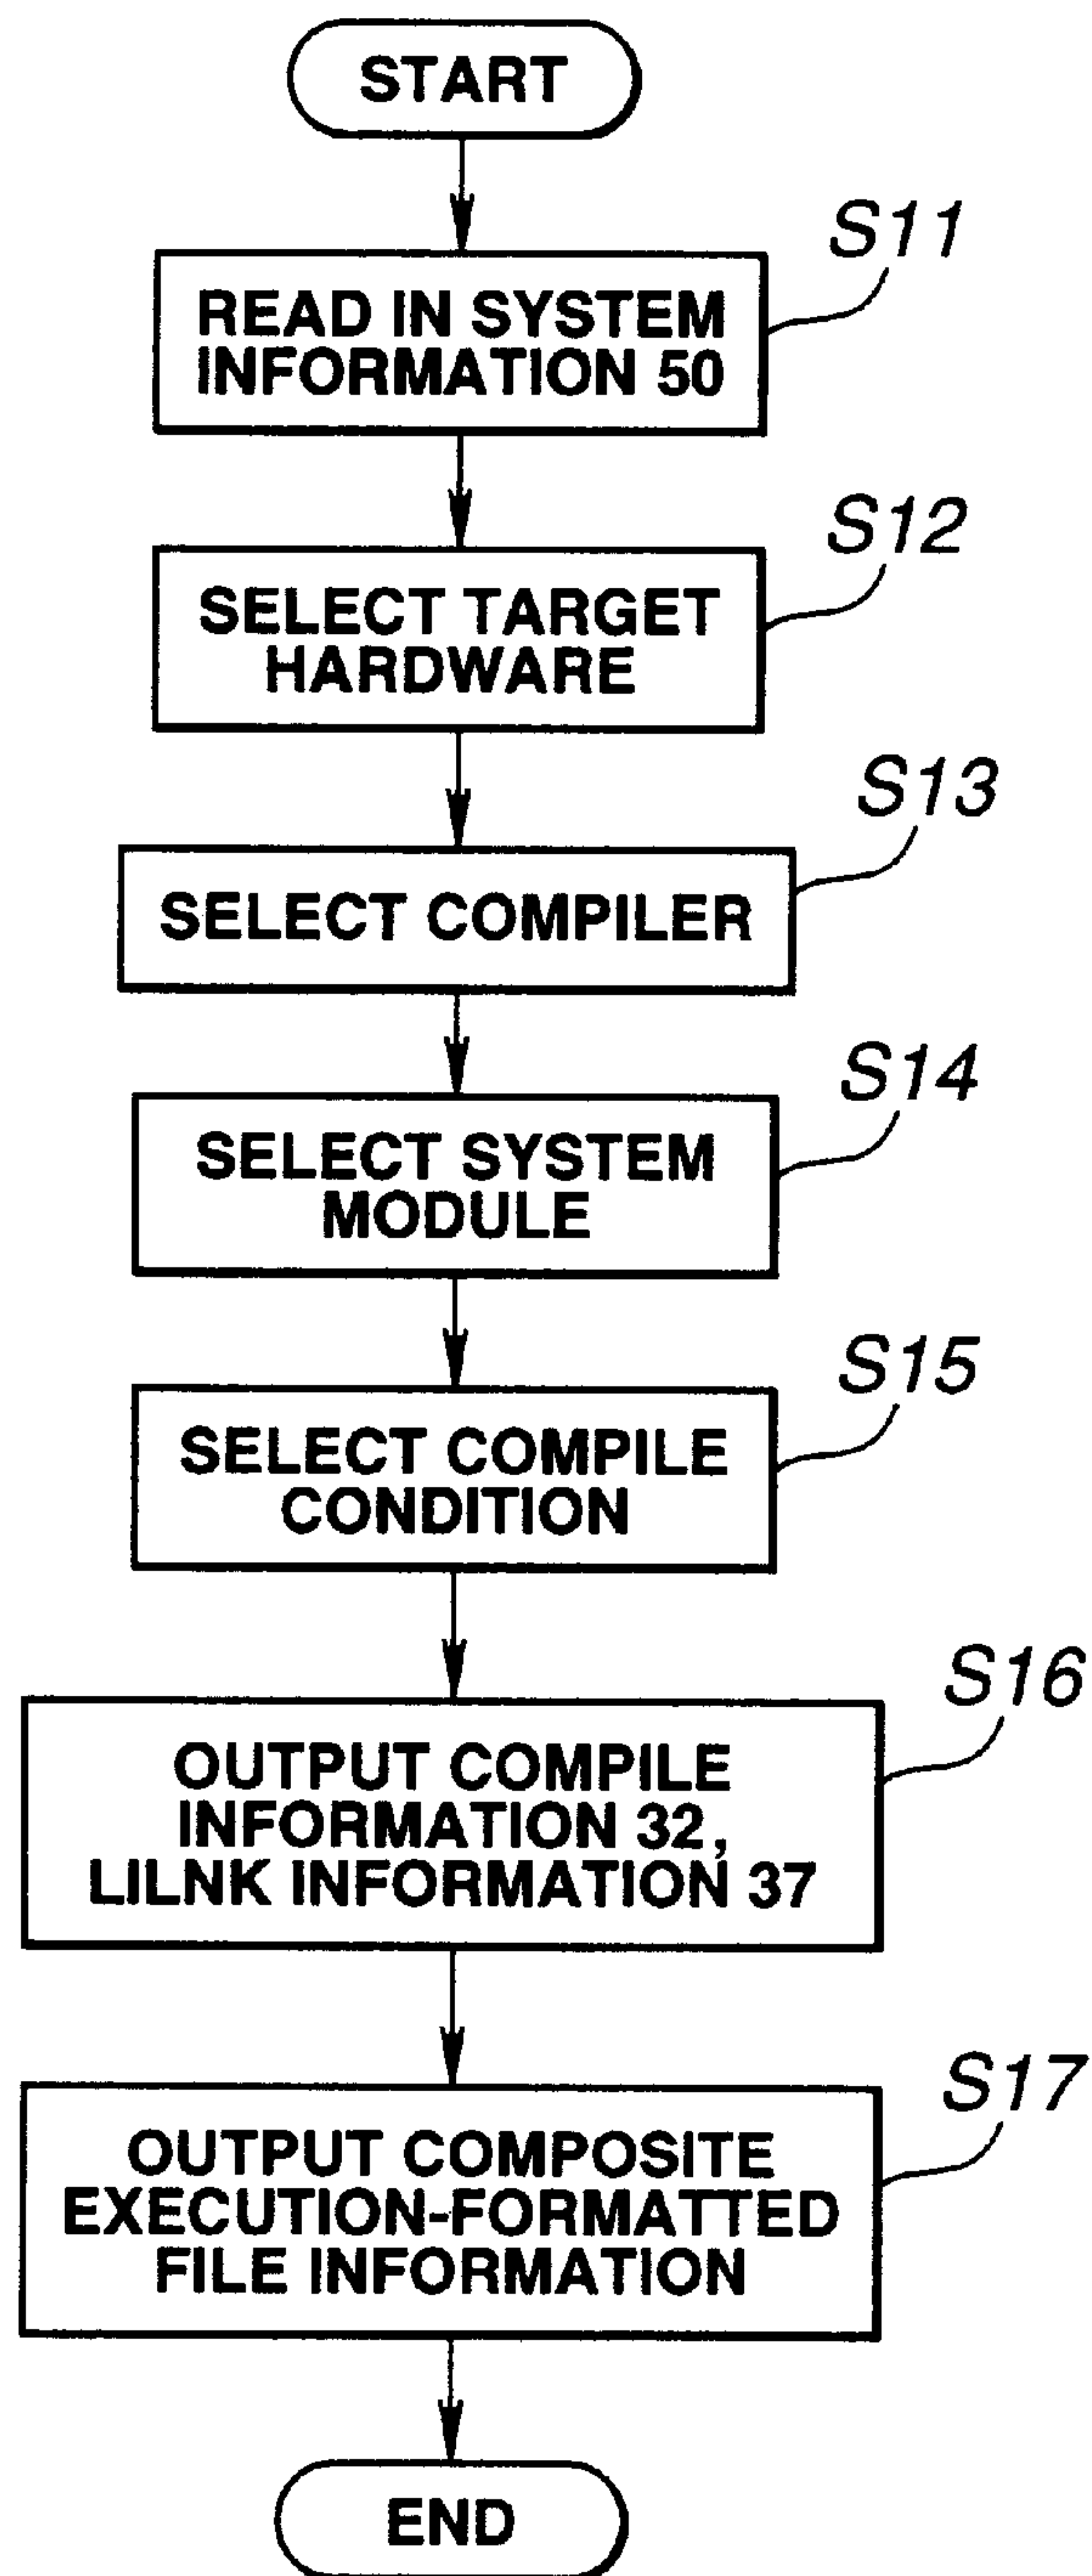 START
S11
READ IN SYSTEM
INFORMATION 50
S12
SELECT TARGET
HARDWARE
S13
SELECT COMPILER
S14
SELECT SYSTEM
MODULE
S15
SELECT COMPILE
CONDITION
S16
OUTPUT COMPILE
INFORMATION 32,
LILNK INFORMATION 37
S17
OUTPUT COMPOSITE
EXECUTION-FORMATTED
FILE INFORMATION
END